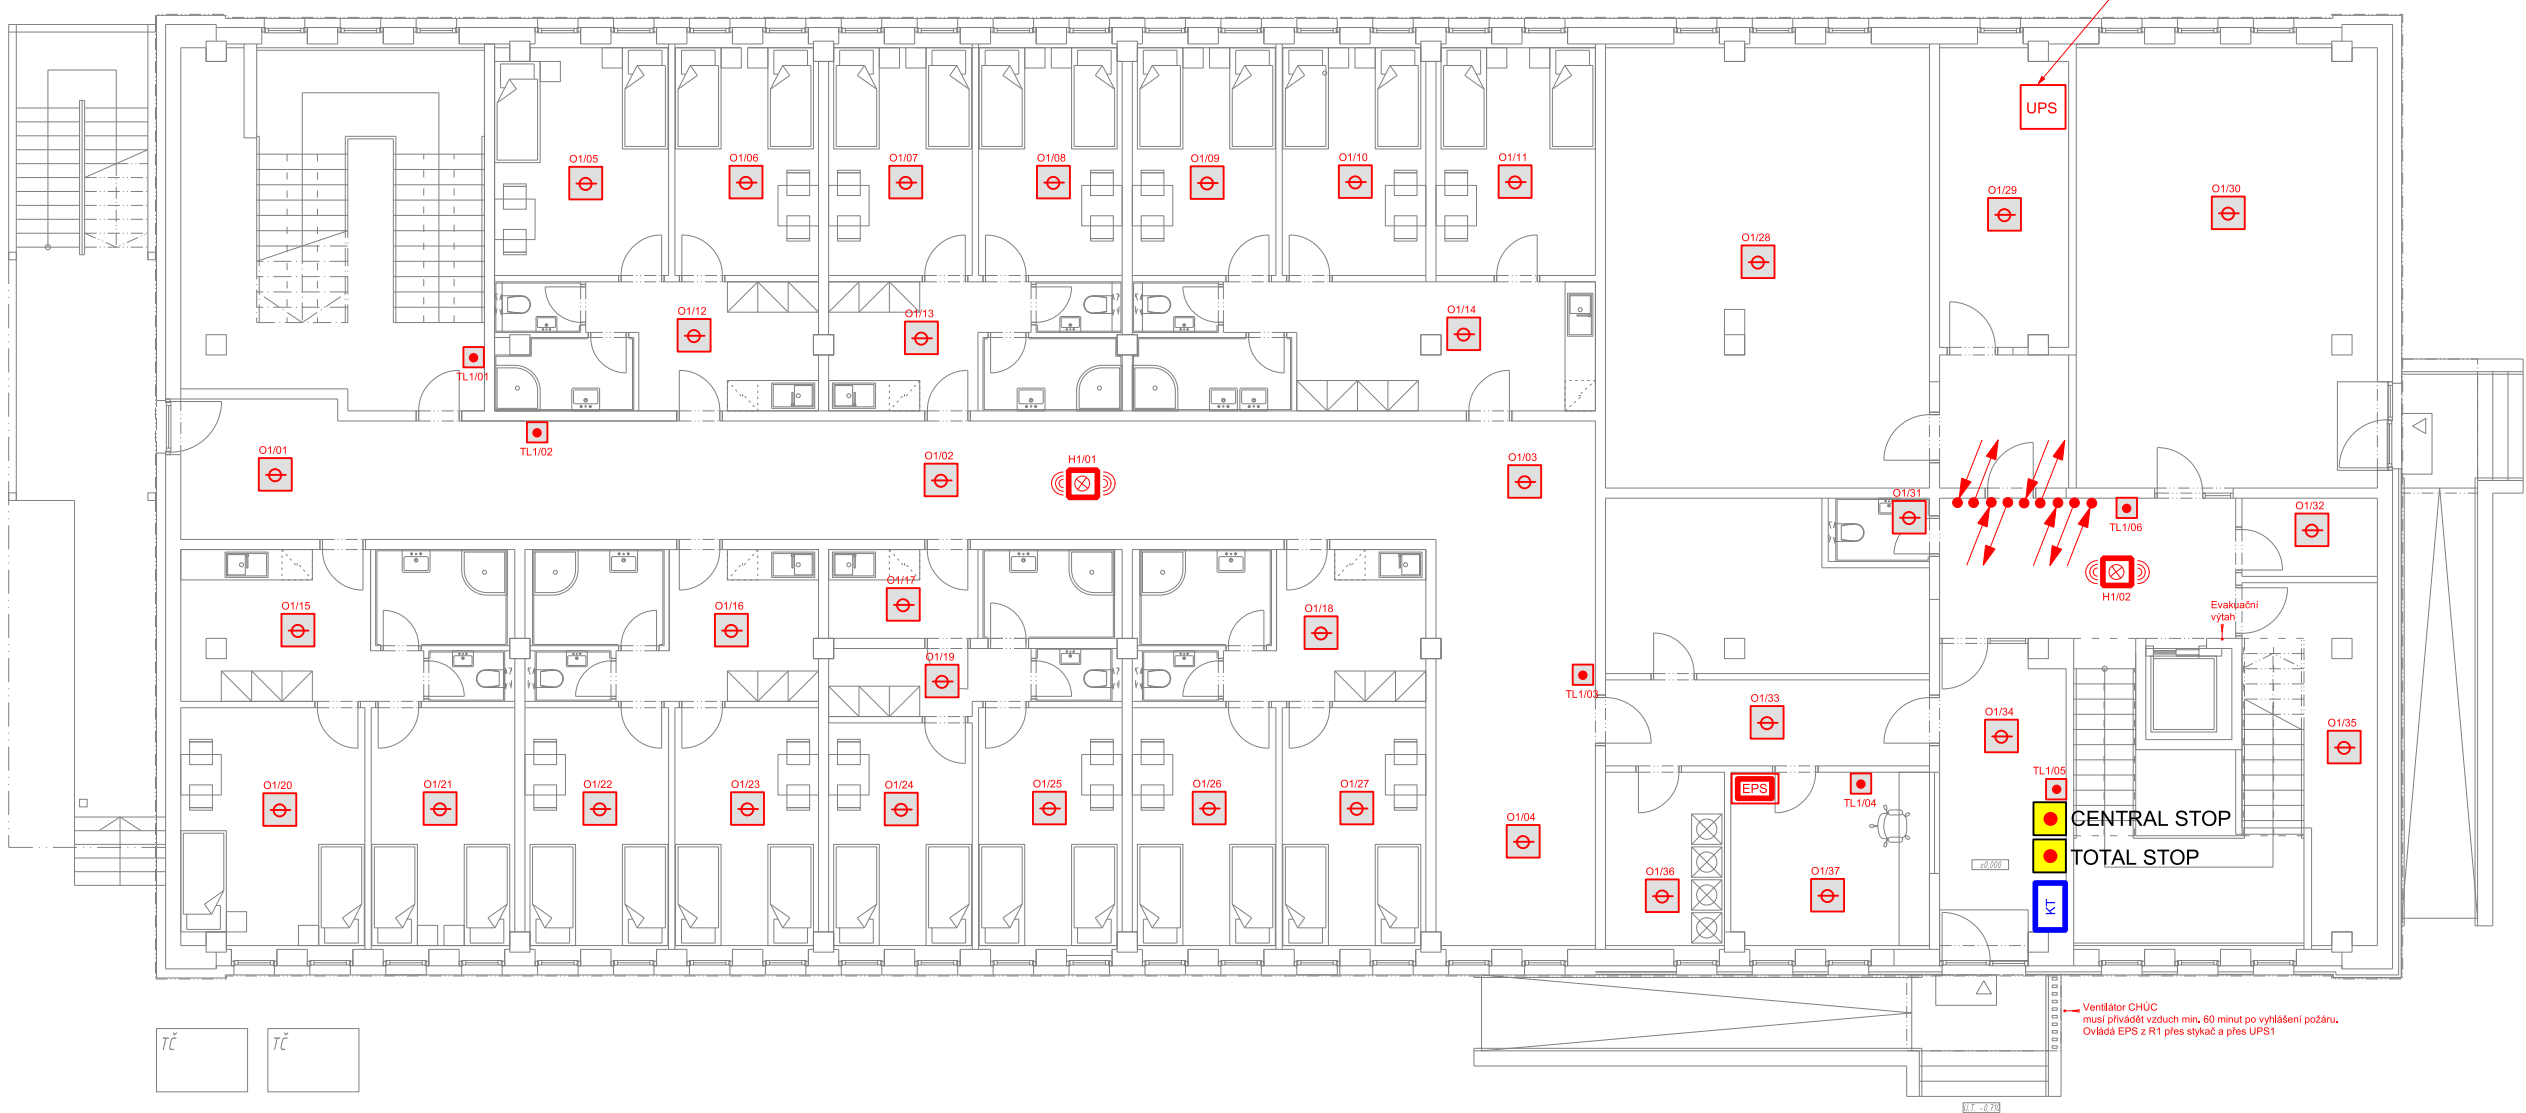 UPS
O1/05
O1/06
O1/07
O1/08
O1/09
O1/10
O1/11
O1/28
O1/29
O1/30
O1/12
O1/13
O1/14
TL1/01
TL1/02
O1/01
O1/02
H1/01
O1/03
O1/31
TL1/06
O1/32
H1/02
Evakuační
výtah
O1/15
O1/16
O1/17
O1/18
O1/19
TL1/03
O1/33
O1/34
O1/35
O1/20
O1/21
O1/22
O1/23
O1/24
O1/25
O1/26
O1/27
O1/04
EPS
TL1/04
TL1/05
CENTRAL STOP
TOTAL STOP
±0,000
O1/36
O1/37
KT
Ventilátor CHÚC
musí přivádět vzduch min. 60 minut po vyhlášení požáru.
Ovládá EPS z R1 přes stykač a přes UPS1
TČ
TČ
U.T. -0,710